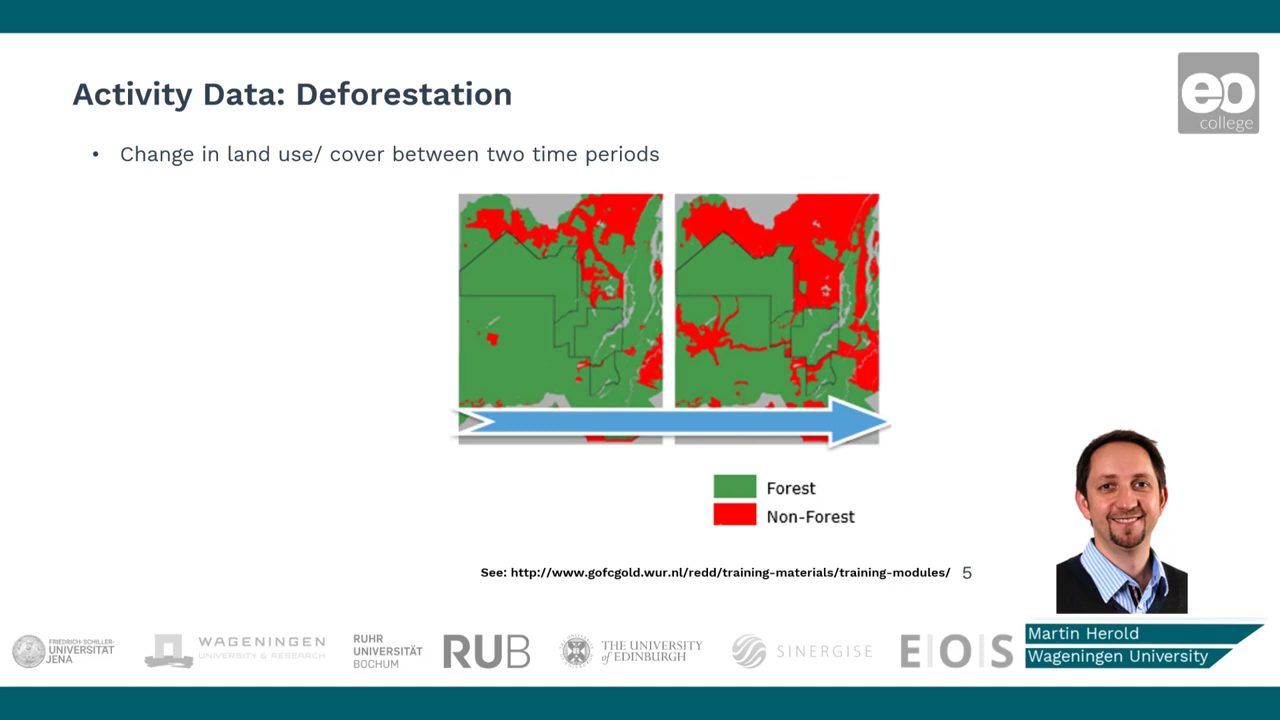 Activity Data: Deforestation
eo
college
• Change in land use/ cover between two time periods
Forest
Non-Forest
See: http://www.gofcgold.wur.nl/redd/training-materials/training-modules/ 5
Martin Herold
Wageningen University
FRIEDRICH-SCHILLER-
UNIVERSITÄT
JENA
WAGENINGEN
UNIVERSITY & RESEARCH
RUHR
UNIVERSITÄT
BOCHUM
RUB
THE UNIVERSITY
of EDINBURGH
SINERGISE
E|O|S